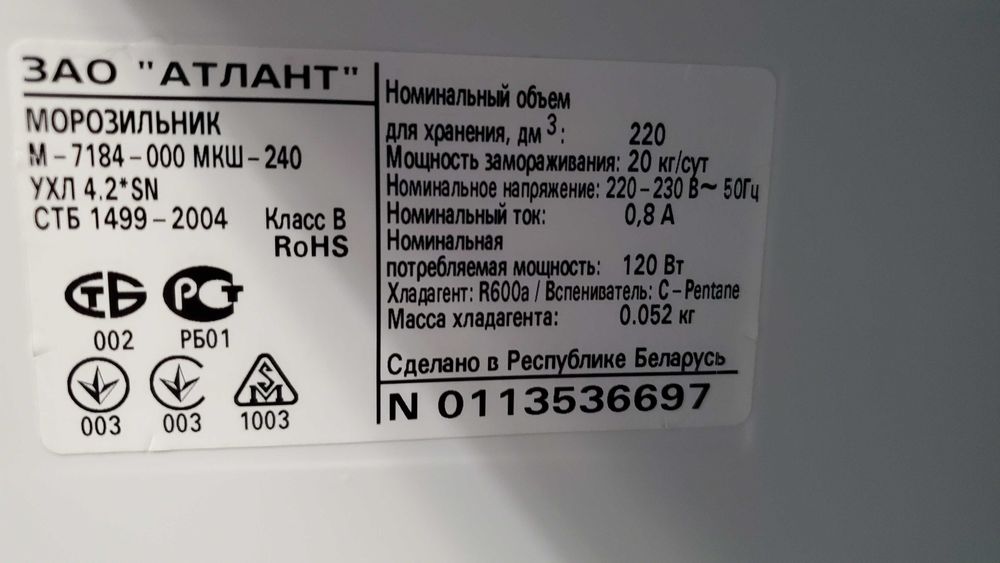 ЗАО "АТЛАНТ"
МОРОЗИЛЬНИК
М-7184-000 МКШ-240
УХЛ 4.2*SN
СТБ 1499-2004 Класс В
RoHS
СТБ РСТ
002 РБ01
003 003 1003
Номинальный объем
для хранения, дм³: 220
Мощность замораживания: 20 кг/сут
Номинальное напряжение: 220-230 В~ 50Гц
Номинальный ток: 0,8 А
Номинальная
потребляемая мощность: 120 Вт
Хладагент: R600a / Вспениватель: C-Pentane
Масса хладагента: 0.052 кг
Сделано в Республике Беларусь
N 0113536697